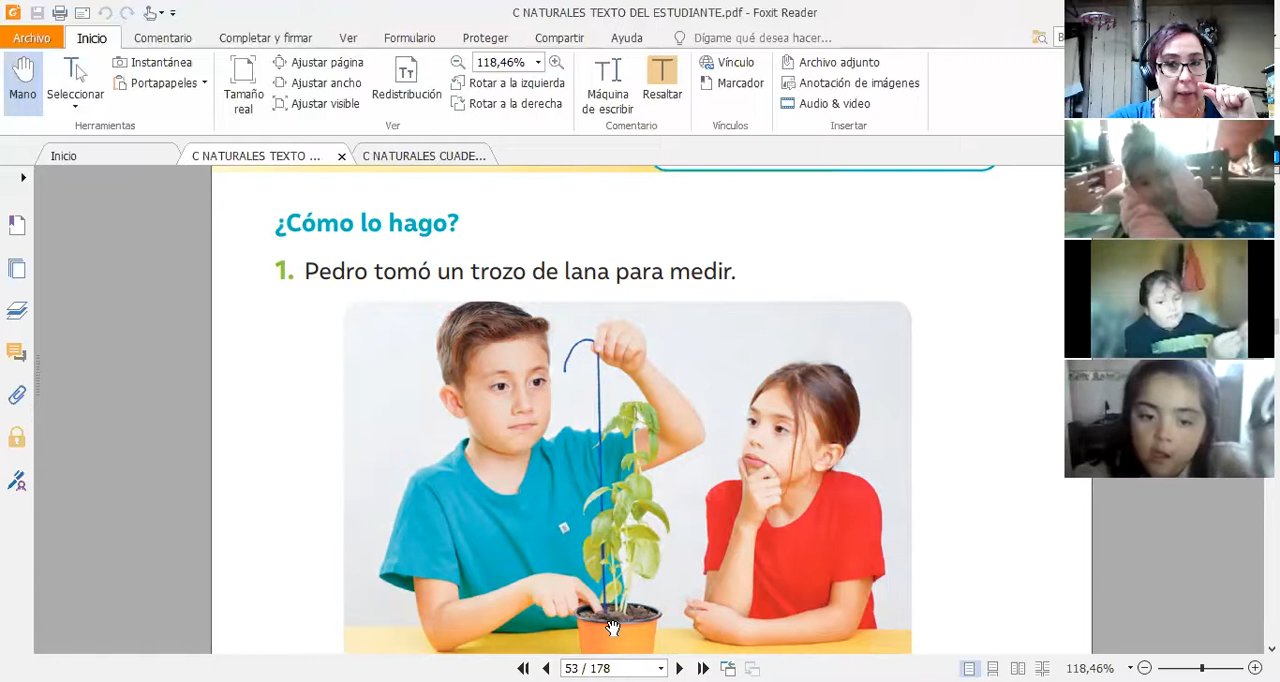 C NATURALES TEXTO DEL ESTUDIANTE.pdf - Foxit Reader
Archivo Inicio Comentario Completar y firmar Ver Formulario Proteger Compartir Ayuda Dígame qué desea hacer...
Mano
Seleccionar
Instantánea
Portapapeles
Herramientas
Tamaño real
Ajustar página
Ajustar ancho
Ajustar visible
Redistribución
118,46%
Rotar a la izquierda
Rotar a la derecha
Ver
Máquina de escribir
Resaltar
Comentario
Vínculo
Marcador
Vínculos
Archivo adjunto
Anotación de imágenes
Audio & video
Insertar
Inicio C NATURALES TEXTO ... C NATURALES CUADE...
¿Cómo lo hago?
1. Pedro tomó un trozo de lana para medir.
53 / 178 118,46%